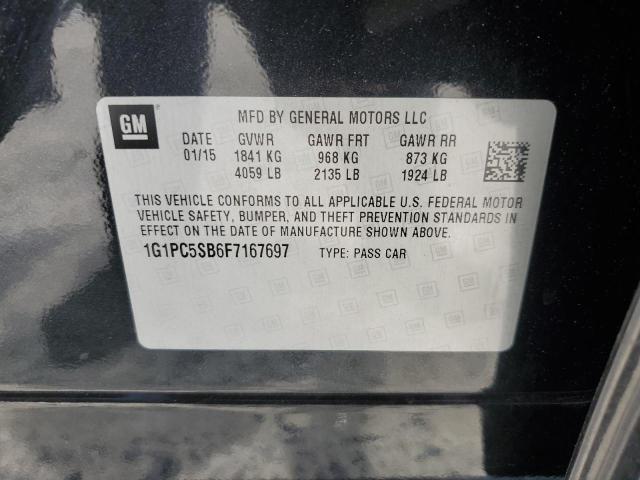 GM
MFD BY GENERAL MOTORS LLC
DATE GVWR GAWR FRT GAWR RR
01/15 1841 KG 968 KG 873 KG
4059 LB 2135 LB 1924 LB
THIS VEHICLE CONFORMS TO ALL APPLICABLE U.S. FEDERAL MOTOR
VEHICLE SAFETY, BUMPER, AND THEFT PREVENTION STANDARDS IN
EFFECT ON THE DATE OF MANUFACTURE SHOWN ABOVE.
1G1PC5SB6F7167697 TYPE: PASS CAR